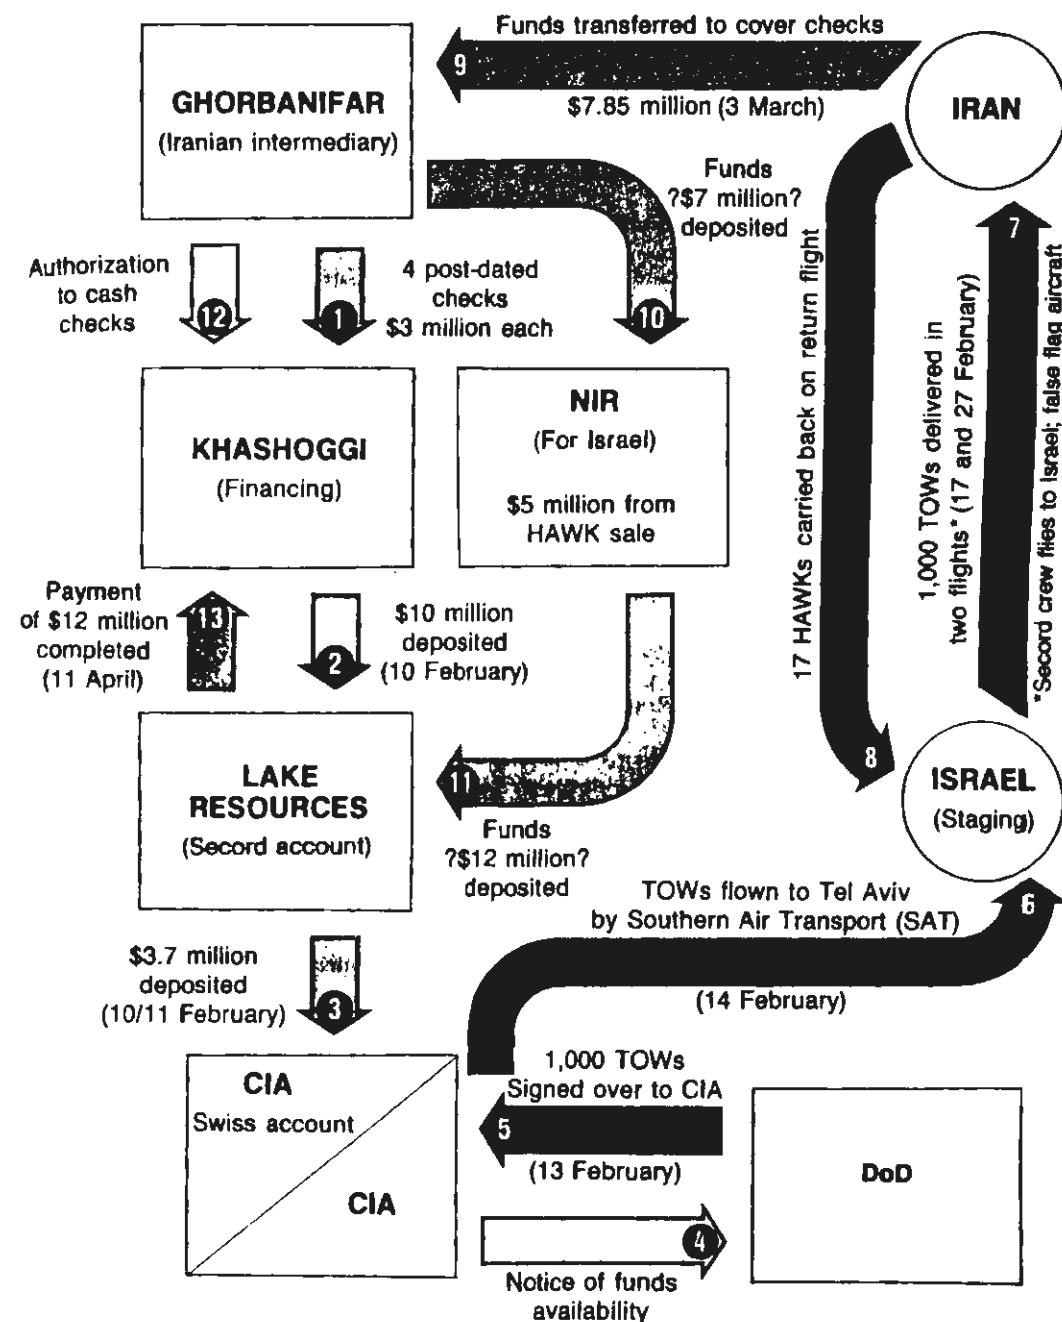 Funds transferred to cover checks
9
$7.85 million (3 March)
GHORBANIFAR
(Iranian intermediary)
IRAN
Funds
?$7 million?
deposited
10
Authorization
to cash
checks
12
1
4 post-dated
checks
$3 million each
7
17 HAWKs carried back on return flight
1,000 TOWs delivered in
two flights* (17 and 27 February)
*Second crew flies to Israel; false flag aircraft
KHASHOGGI
(Financing)
NIR
(For Israel)
$5 million from
HAWK sale
Payment
of $12 million
completed
(11 April)
13
2
$10 million
deposited
(10 February)
8
LAKE
RESOURCES
(Secord account)
11
Funds
?$12 million?
deposited
ISRAEL
(Staging)
TOWs flown to Tel Aviv
by Southern Air Transport (SAT)
6
(14 February)
$3.7 million
deposited
(10/11 February)
3
CIA
Swiss account
CIA
1,000 TOWs
Signed over to CIA
5
(13 February)
DoD
4
Notice of funds
availability